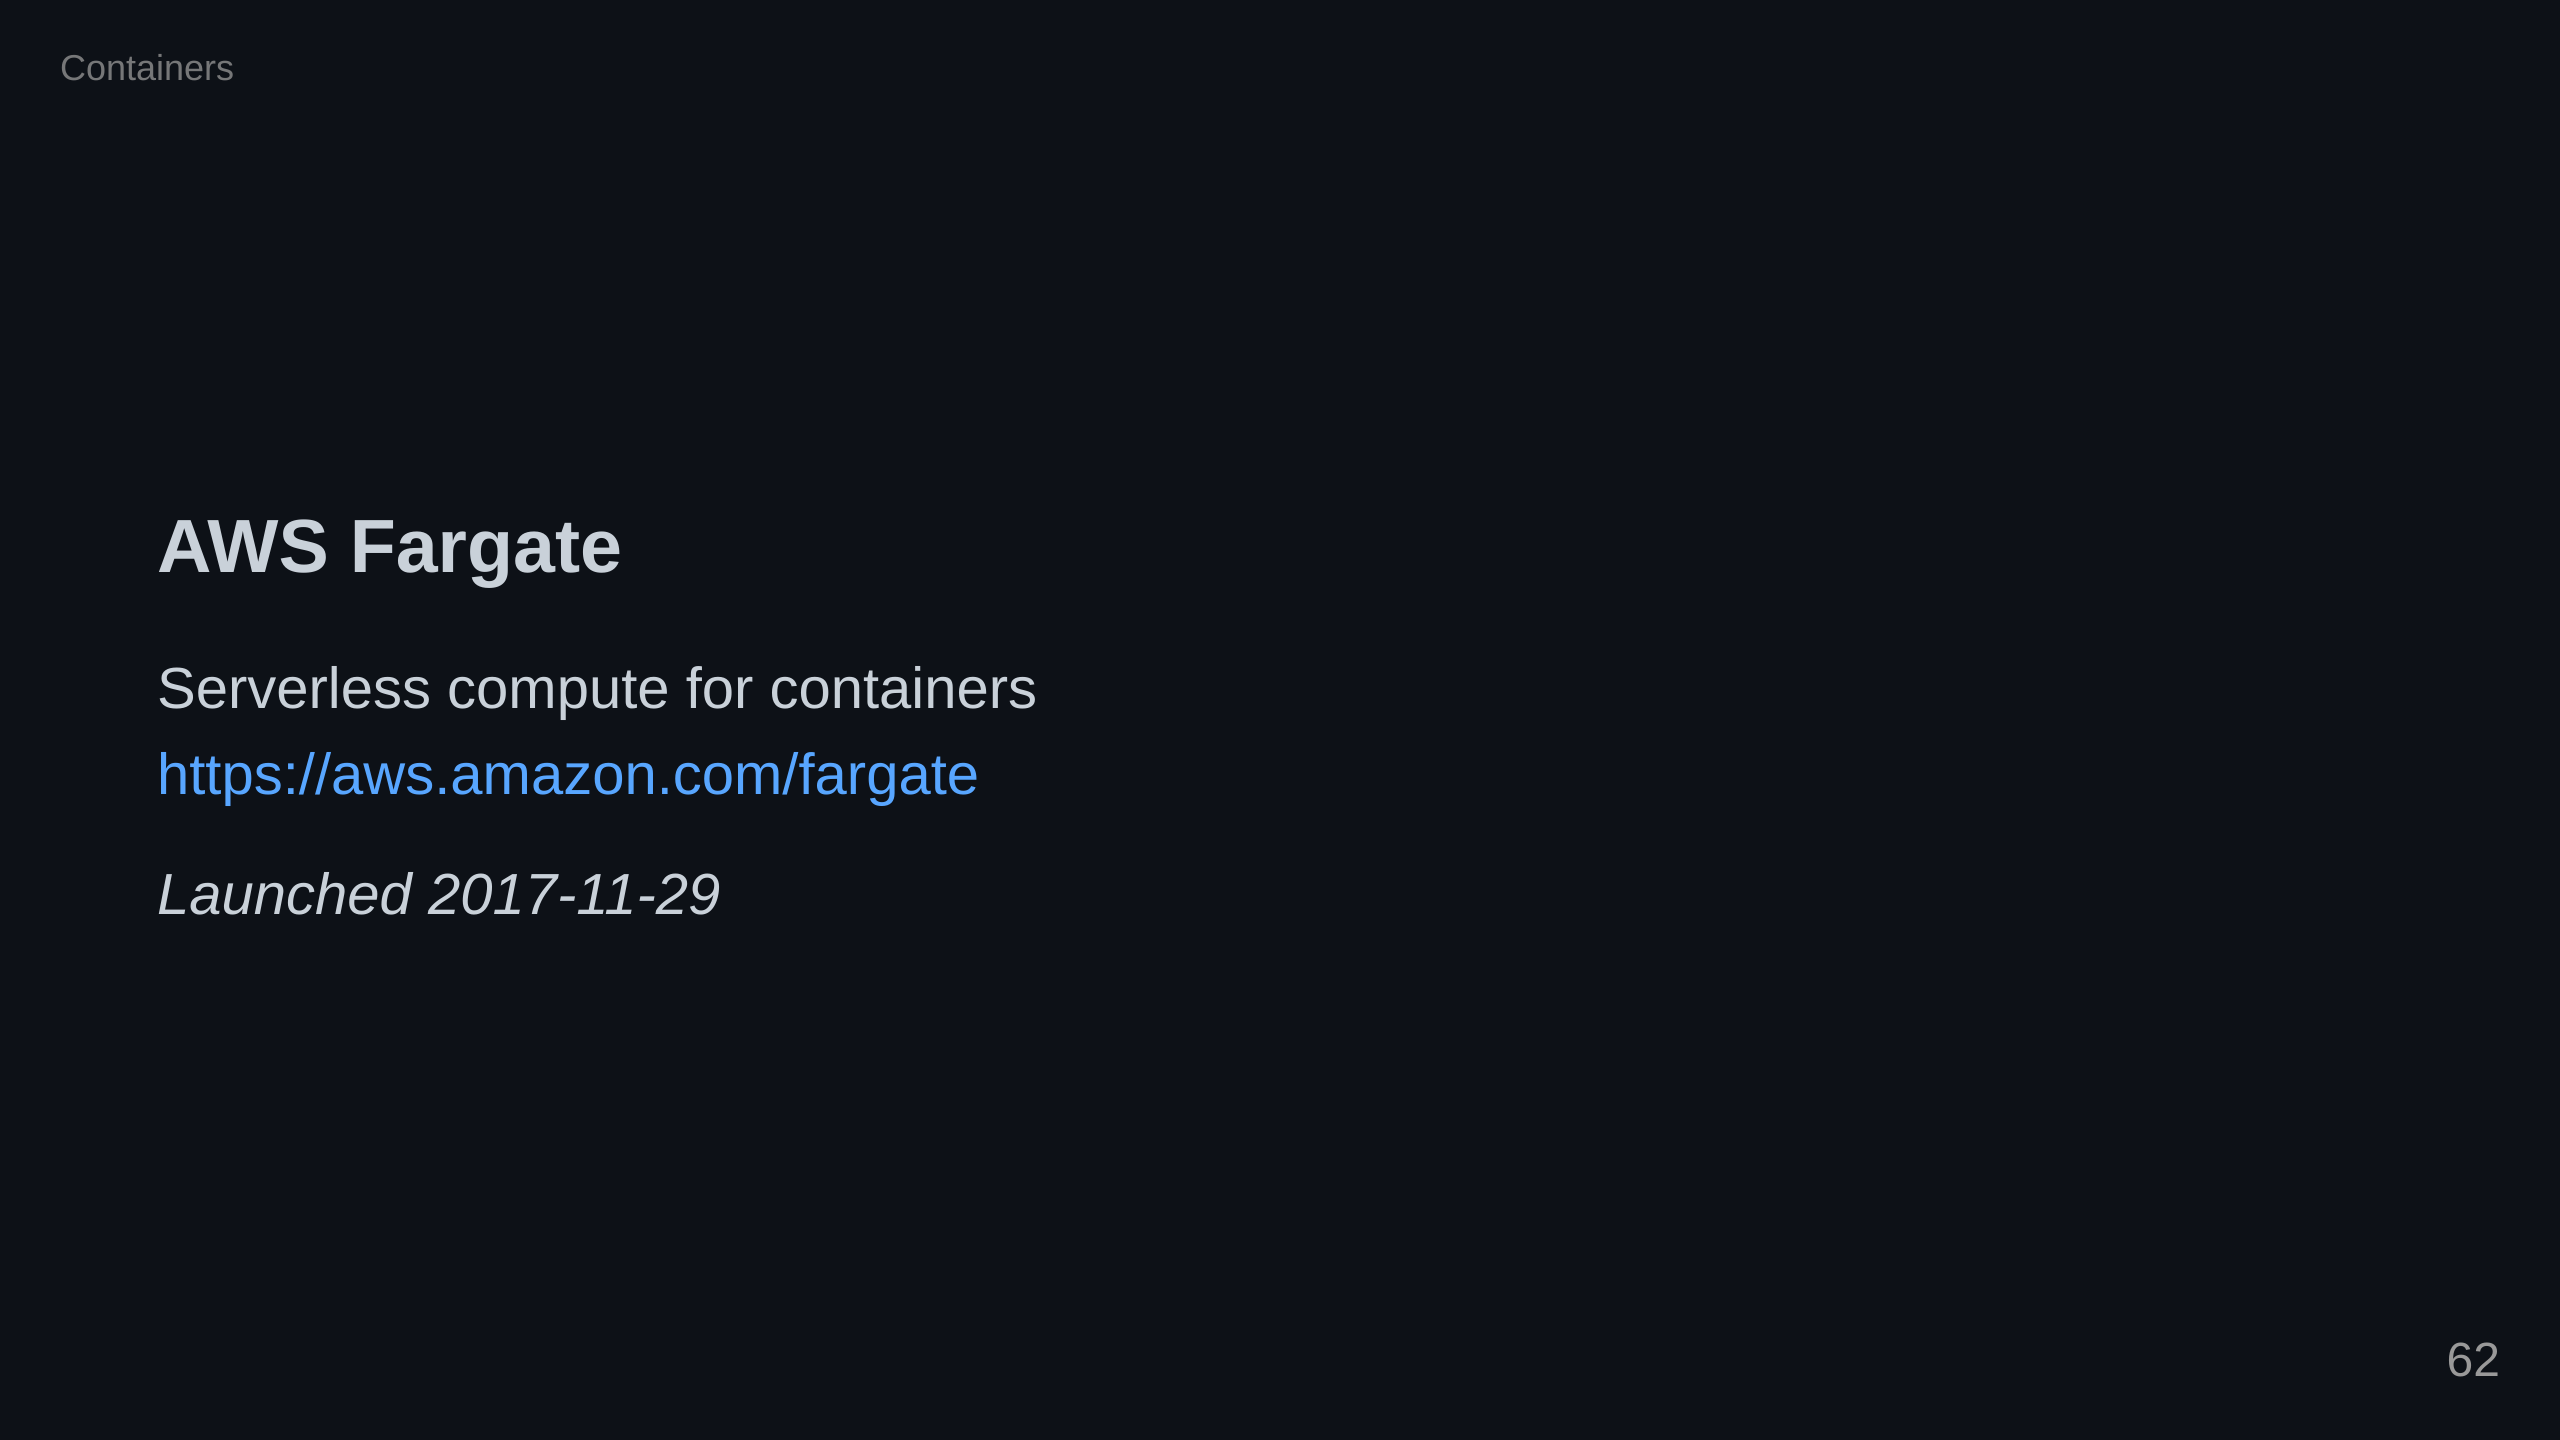 Containers
AWS Fargate
Serverless compute for containers
https://aws.amazon.com/fargate
Launched 2017-11-29
62